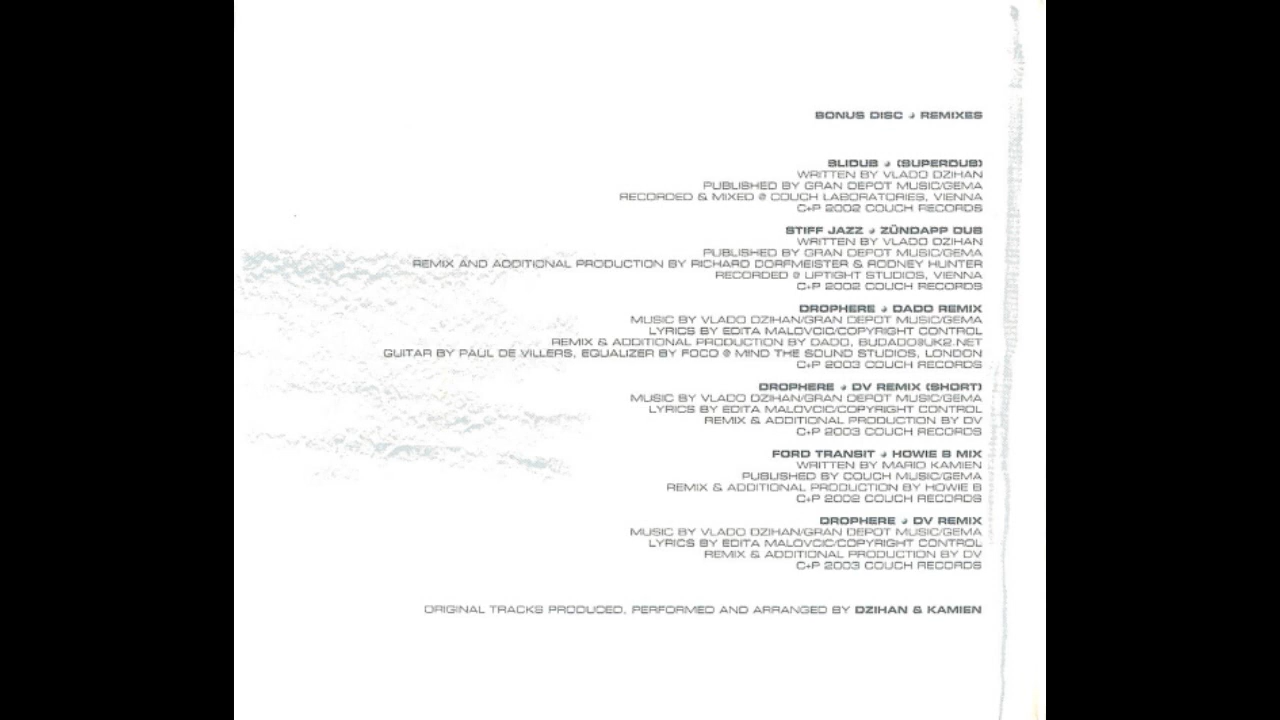 BONUS DISC • REMIXES
SLIDUB • (SUPERDUB)
WRITTEN BY VLADO DZIHAN
PUBLISHED BY GRAN DEPOT MUSIC/GEMA
RECORDED & MIXED @ COUCH LABORATORIES, VIENNA
C+P 2002 COUCH RECORDS
STIFF JAZZ • ZÜNDAPP DUB
WRITTEN BY VLADO DZIHAN
PUBLISHED BY GRAN DEPOT MUSIC/GEMA
REMIX AND ADDITIONAL PRODUCTION BY RICHARD DORFMEISTER & RODNEY HUNTER
RECORDED @ UPTIGHT STUDIOS, VIENNA
C+P 2002 COUCH RECORDS
DROPHERE • DADO REMIX
MUSIC BY VLADO DZIHAN/GRAN DEPOT MUSIC/GEMA
LYRICS BY EDITA MALOVCIC/COPYRIGHT CONTROL
REMIX & ADDITIONAL PRODUCTION BY DADO, BUDADO@UK2.NET
GUITAR BY PAUL DE VILLERS, EQUALIZER BY FOCO @ MIND THE SOUND STUDIOS, LONDON
C+P 2003 COUCH RECORDS
DROPHERE • DV REMIX (SHORT)
MUSIC BY VLADO DZIHAN/GRAN DEPOT MUSIC/GEMA
LYRICS BY EDITA MALOVCIC/COPYRIGHT CONTROL
REMIX & ADDITIONAL PRODUCTION BY DV
C+P 2003 COUCH RECORDS
FORD TRANSIT • HOWIE B MIX
WRITTEN BY MARIO KAMIEN
PUBLISHED BY COUCH MUSIC/GEMA
REMIX & ADDITIONAL PRODUCTION BY HOWIE B
C+P 2002 COUCH RECORDS
DROPHERE • DV REMIX
MUSIC BY VLADO DZIHAN/GRAN DEPOT MUSIC/GEMA
LYRICS BY EDITA MALOVCIC/COPYRIGHT CONTROL
REMIX & ADDITIONAL PRODUCTION BY DV
C+P 2003 COUCH RECORDS
ORIGINAL TRACKS PRODUCED, PERFORMED AND ARRANGED BY DZIHAN & KAMIEN